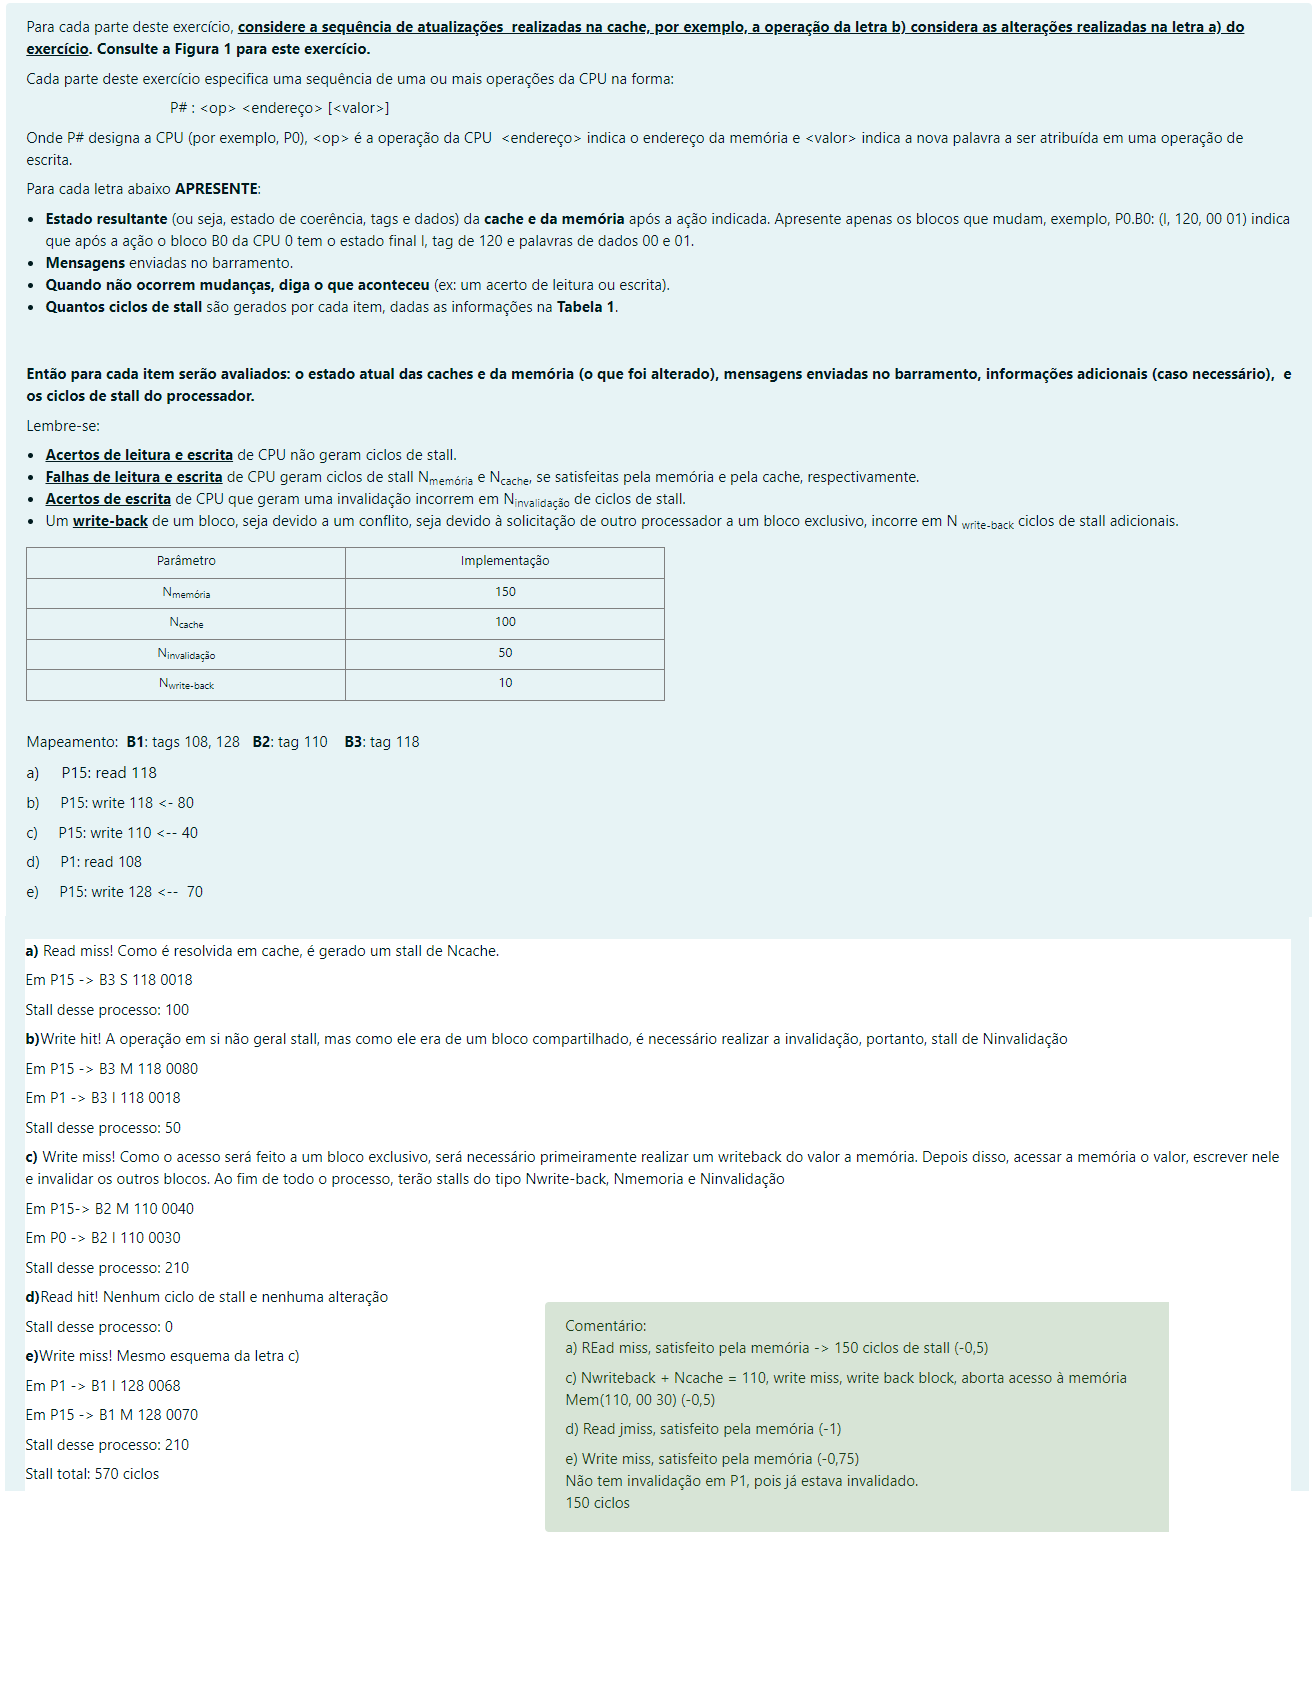 Para cada parte deste exercício, considere a sequência de atualizações  realizadas na cache, por exemplo, a operação da letra b) considera as alterações realizadas na letra a) do
exercício. Consulte a Figura 1 para este exercício.
Cada parte deste exercício especifica uma sequência de uma ou mais operações da CPU na forma:
P# : <op> <endereço> [<valor>]
Onde P# designa a CPU (por exemplo, P0), <op> é a operação da CPU  <endereço> indica o endereço da memória e <valor> indica a nova palavra a ser atribuída em uma operação de
escrita.
Para cada letra abaixo APRESENTE:
• Estado resultante (ou seja, estado de coerência, tags e dados) da cache e da memória após a ação indicada. Apresente apenas os blocos que mudam, exemplo, P0.B0: (I, 120, 00 01) indica
que após a ação o bloco B0 da CPU 0 tem o estado final I, tag de 120 e palavras de dados 00 e 01.
• Mensagens enviadas no barramento.
• Quando não ocorrem mudanças, diga o que aconteceu (ex: um acerto de leitura ou escrita).
• Quantos ciclos de stall são gerados por cada item, dadas as informações na Tabela 1.
Então para cada item serão avaliados: o estado atual das caches e da memória (o que foi alterado), mensagens enviadas no barramento, informações adicionais (caso necessário),  e
os ciclos de stall do processador.
Lembre-se:
• Acertos de leitura e escrita de CPU não geram ciclos de stall.
• Falhas de leitura e escrita de CPU geram ciclos de stall Nmemória e Ncache, se satisfeitas pela memória e pela cache, respectivamente.
• Acertos de escrita de CPU que geram uma invalidação incorrem em Ninvalidação de ciclos de stall.
• Um write-back de um bloco, seja devido a um conflito, seja devido à solicitação de outro processador a um bloco exclusivo, incorre em N write-back ciclos de stall adicionais.
Parâmetro Implementação
Nmemória 150
Ncache 100
Ninvalidação 50
Nwrite-back 10
Mapeamento:  B1: tags 108, 128   B2: tag 110    B3: tag 118
a)      P15: read 118
b)      P15: write 118 <- 80
c)      P15: write 110 <-- 40
d)      P1: read 108
e)      P15: write 128 <--  70
a) Read miss! Como é resolvida em cache, é gerado um stall de Ncache.
Em P15 -> B3 S 118 0018
Stall desse processo: 100
b)Write hit! A operação em si não geral stall, mas como ele era de um bloco compartilhado, é necessário realizar a invalidação, portanto, stall de Ninvalidação
Em P15 -> B3 M 118 0080
Em P1 -> B3 I 118 0018
Stall desse processo: 50
c) Write miss! Como o acesso será feito a um bloco exclusivo, será necessário primeiramente realizar um writeback do valor a memória. Depois disso, acessar a memória o valor, escrever nele
e invalidar os outros blocos. Ao fim de todo o processo, terão stalls do tipo Nwrite-back, Nmemoria e Ninvalidação
Em P15-> B2 M 110 0040
Em P0 -> B2 I 110 0030
Stall desse processo: 210
d)Read hit! Nenhum ciclo de stall e nenhuma alteração
Stall desse processo: 0
e)Write miss! Mesmo esquema da letra c)
Em P1 -> B1 I 128 0068
Em P15 -> B1 M 128 0070
Stall desse processo: 210
Stall total: 570 ciclos
Comentário:
a) REad miss, satisfeito pela memória -> 150 ciclos de stall (-0,5)
c) Nwriteback + Ncache = 110, write miss, write back block, aborta acesso à memória
Mem(110, 00 30) (-0,5)
d) Read jmiss, satisfeito pela memória (-1)
e) Write miss, satisfeito pela memória (-0,75)
Não tem invalidação em P1, pois já estava invalidado.
150 ciclos